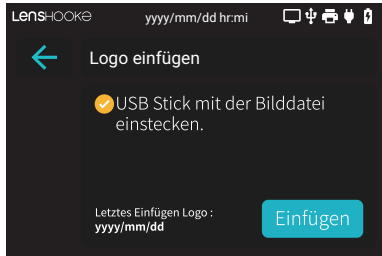 LENSHOOKE yyyy/mm/dd hr:mi
Logo einfügen
USB Stick mit der Bilddatei
einstecken.
Letztes Einfügen Logo :
yyyy/mm/dd
Einfügen